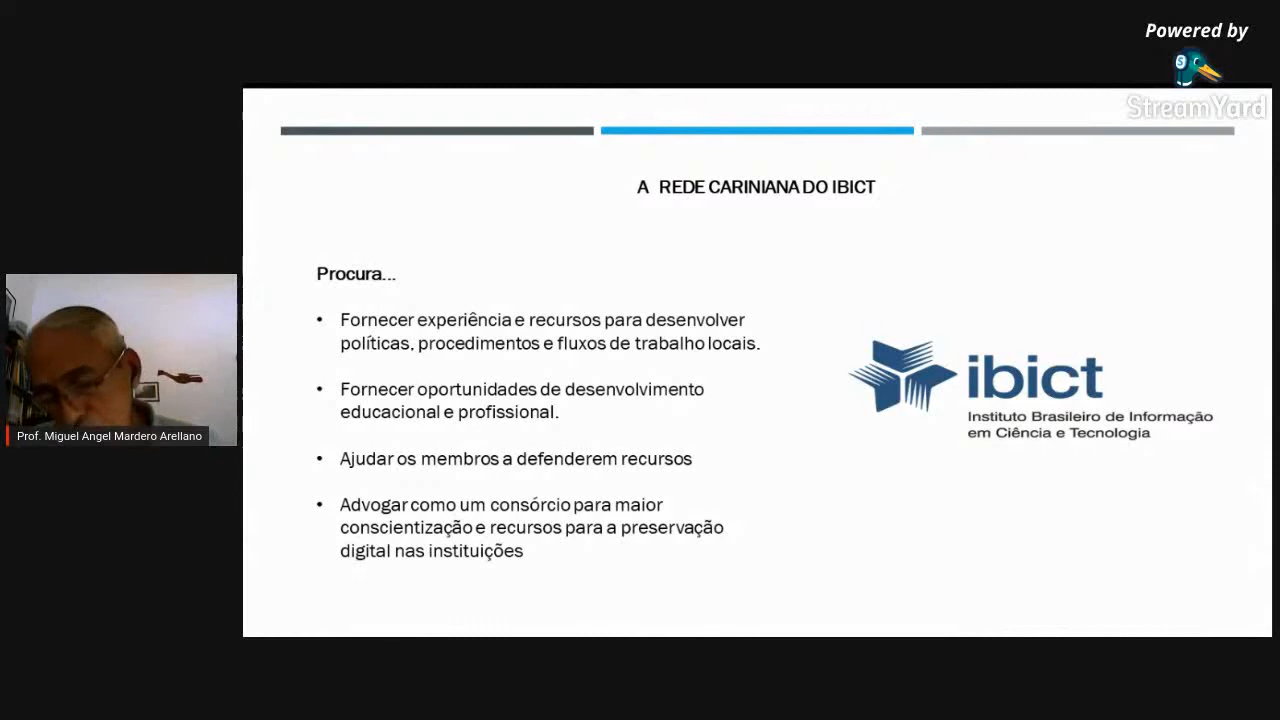 Powered by
StreamYard
A REDE CARINIANA DO IBICT
Procura...
• Fornecer experiência e recursos para desenvolver
políticas, procedimentos e fluxos de trabalho locais.
• Fornecer oportunidades de desenvolvimento
educacional e profissional.
• Ajudar os membros a defenderem recursos
• Advogar como um consórcio para maior
conscientização e recursos para a preservação
digital nas instituições
ibict
Instituto Brasileiro de Informação
em Ciência e Tecnologia
Prof. Miguel Angel Mardero Arellano